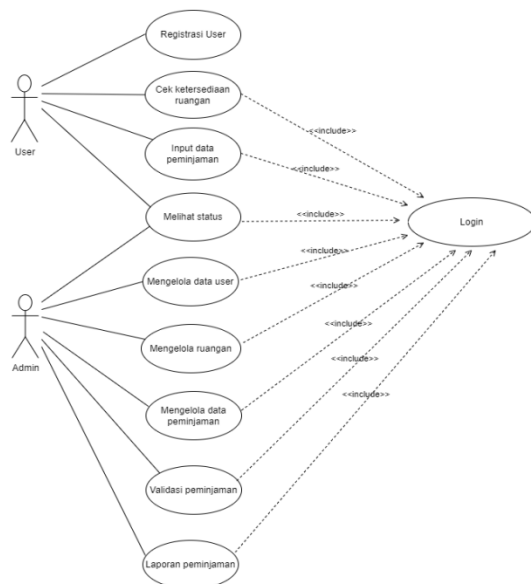 Registrasi User
Cek ketersediaan
ruangan
User
<<include>>
Input data
peminjaman
<<include>>
Melihat status
<<include>>
Login
Mengelola data user
<<include>>
<<include>>
Admin
Mengelola ruangan
<<include>>
Mengelola data
peminjaman
<<include>>
<<include>>
Validasi peminjaman
Laporan peminjaman